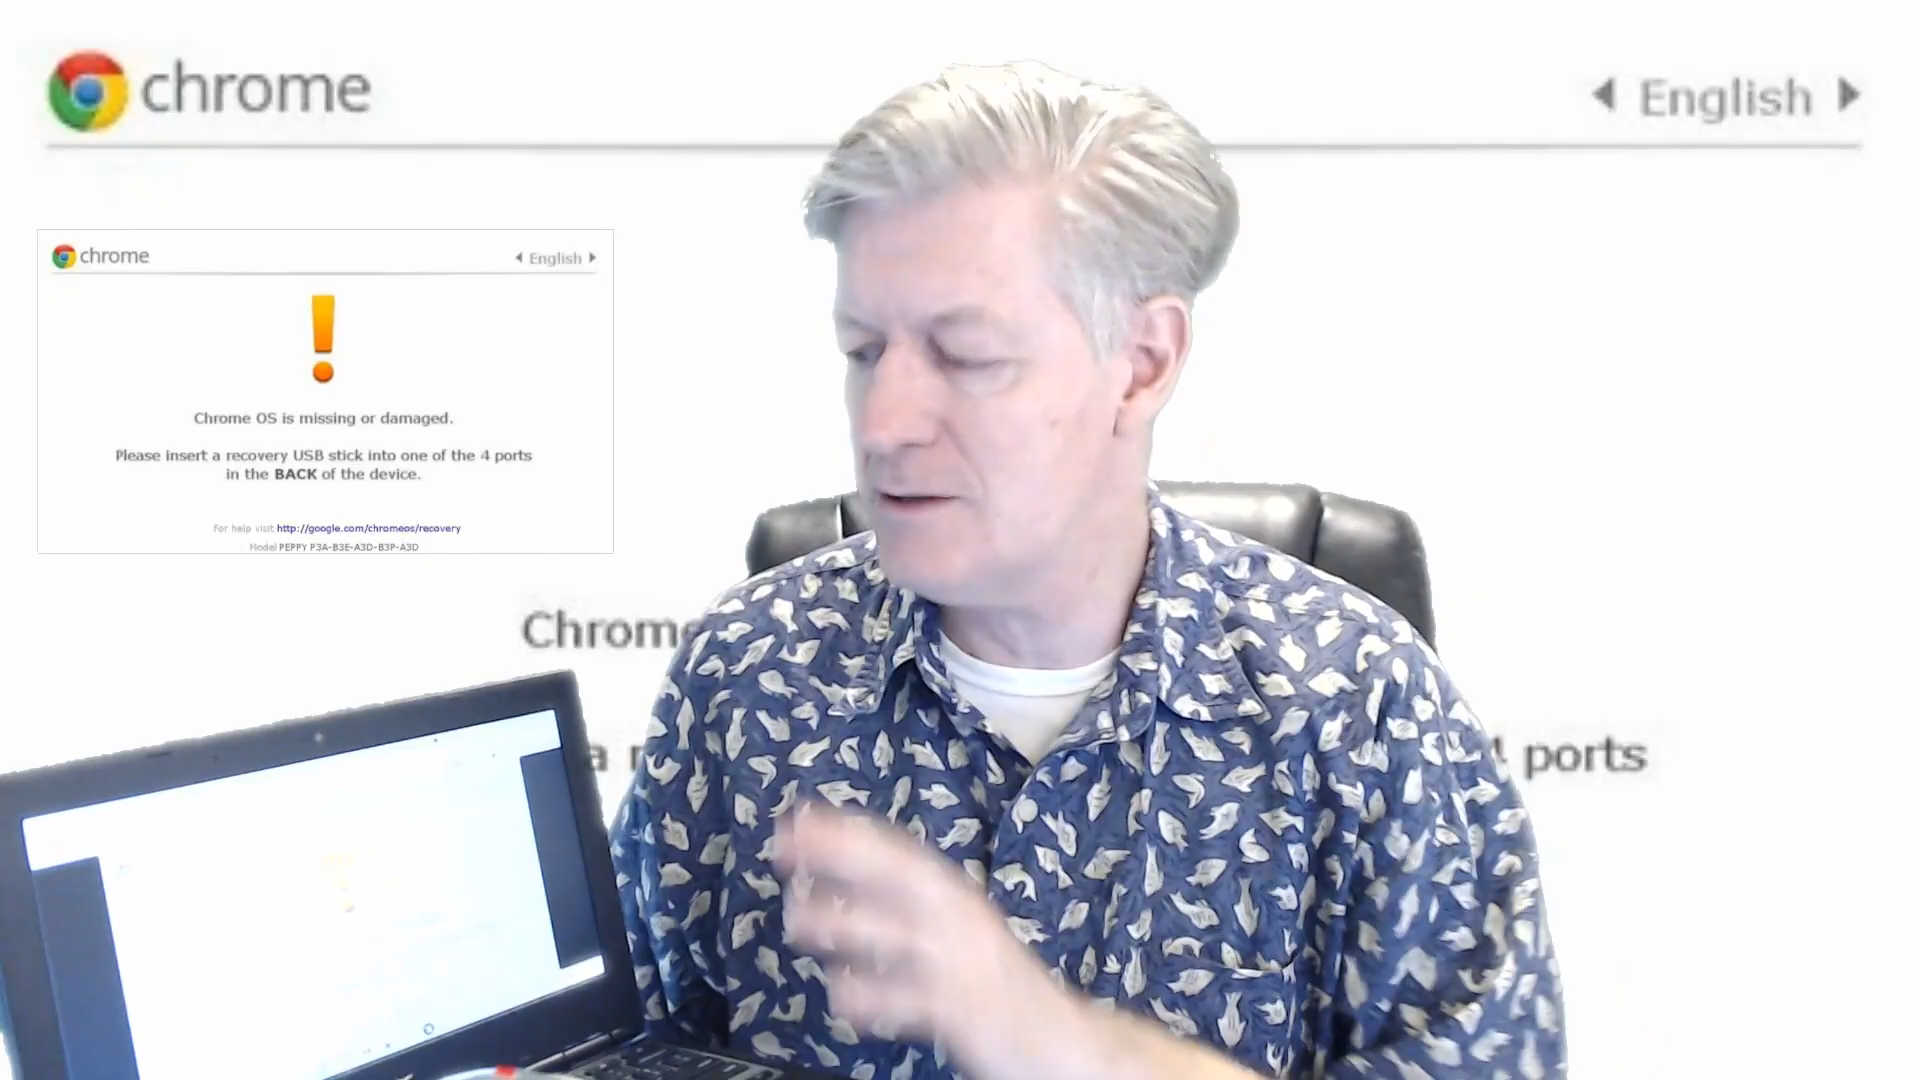 chrome
English
chrome
English
Chrome OS is missing or damaged.
Please insert a recovery USB stick into one of the 4 ports
in the BACK of the device.
For help visit http://google.com/chromeos/recovery
Model PEPPY P3A-B3E-A3D-B3P-A3D
Chrome
a
4 ports